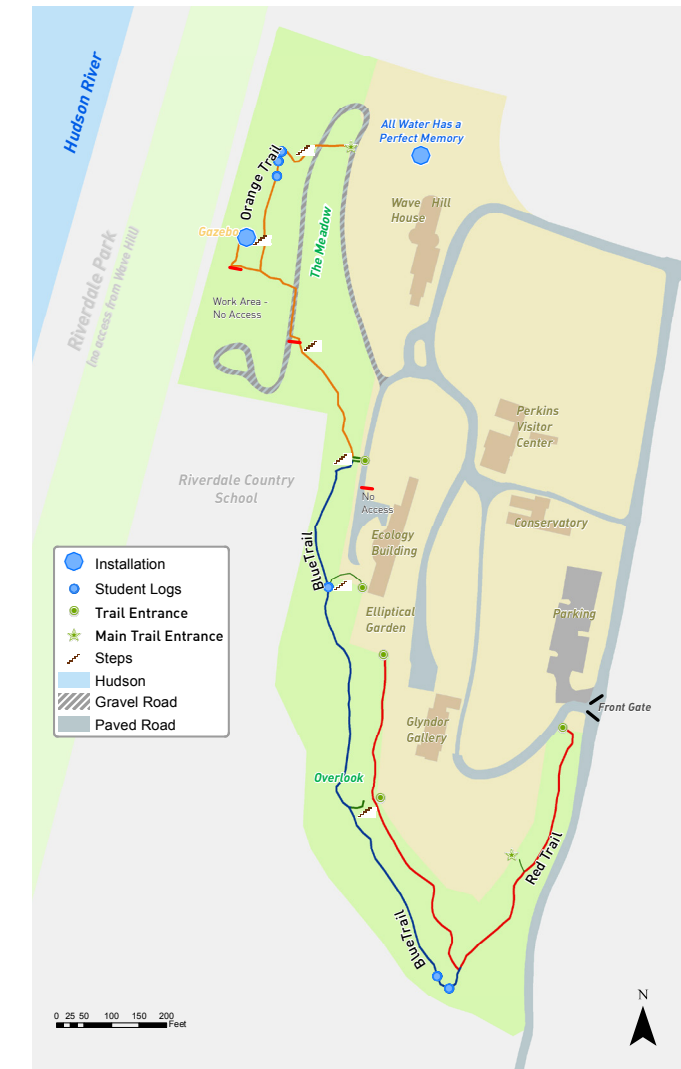 Hudson River
All Water Has a
Perfect Memory
Orange Trail
Wave Hill
House
Gazebo
The Meadow
Riverdale Park
(no access from Wave Hill)
Work Area -
No Access
Perkins
Visitor
Center
Riverdale Country
School
No
Access
Conservatory
Ecology
Building
BlueTrail
Elliptical
Garden
Parking
Installation
Student Logs
Trail Entrance
Main Trail Entrance
Steps
Hudson
Gravel Road
Paved Road
Front Gate
Glyndor
Gallery
Overlook
Red Trail
BlueTrail
0 25 50 100 150 200
Feet
N